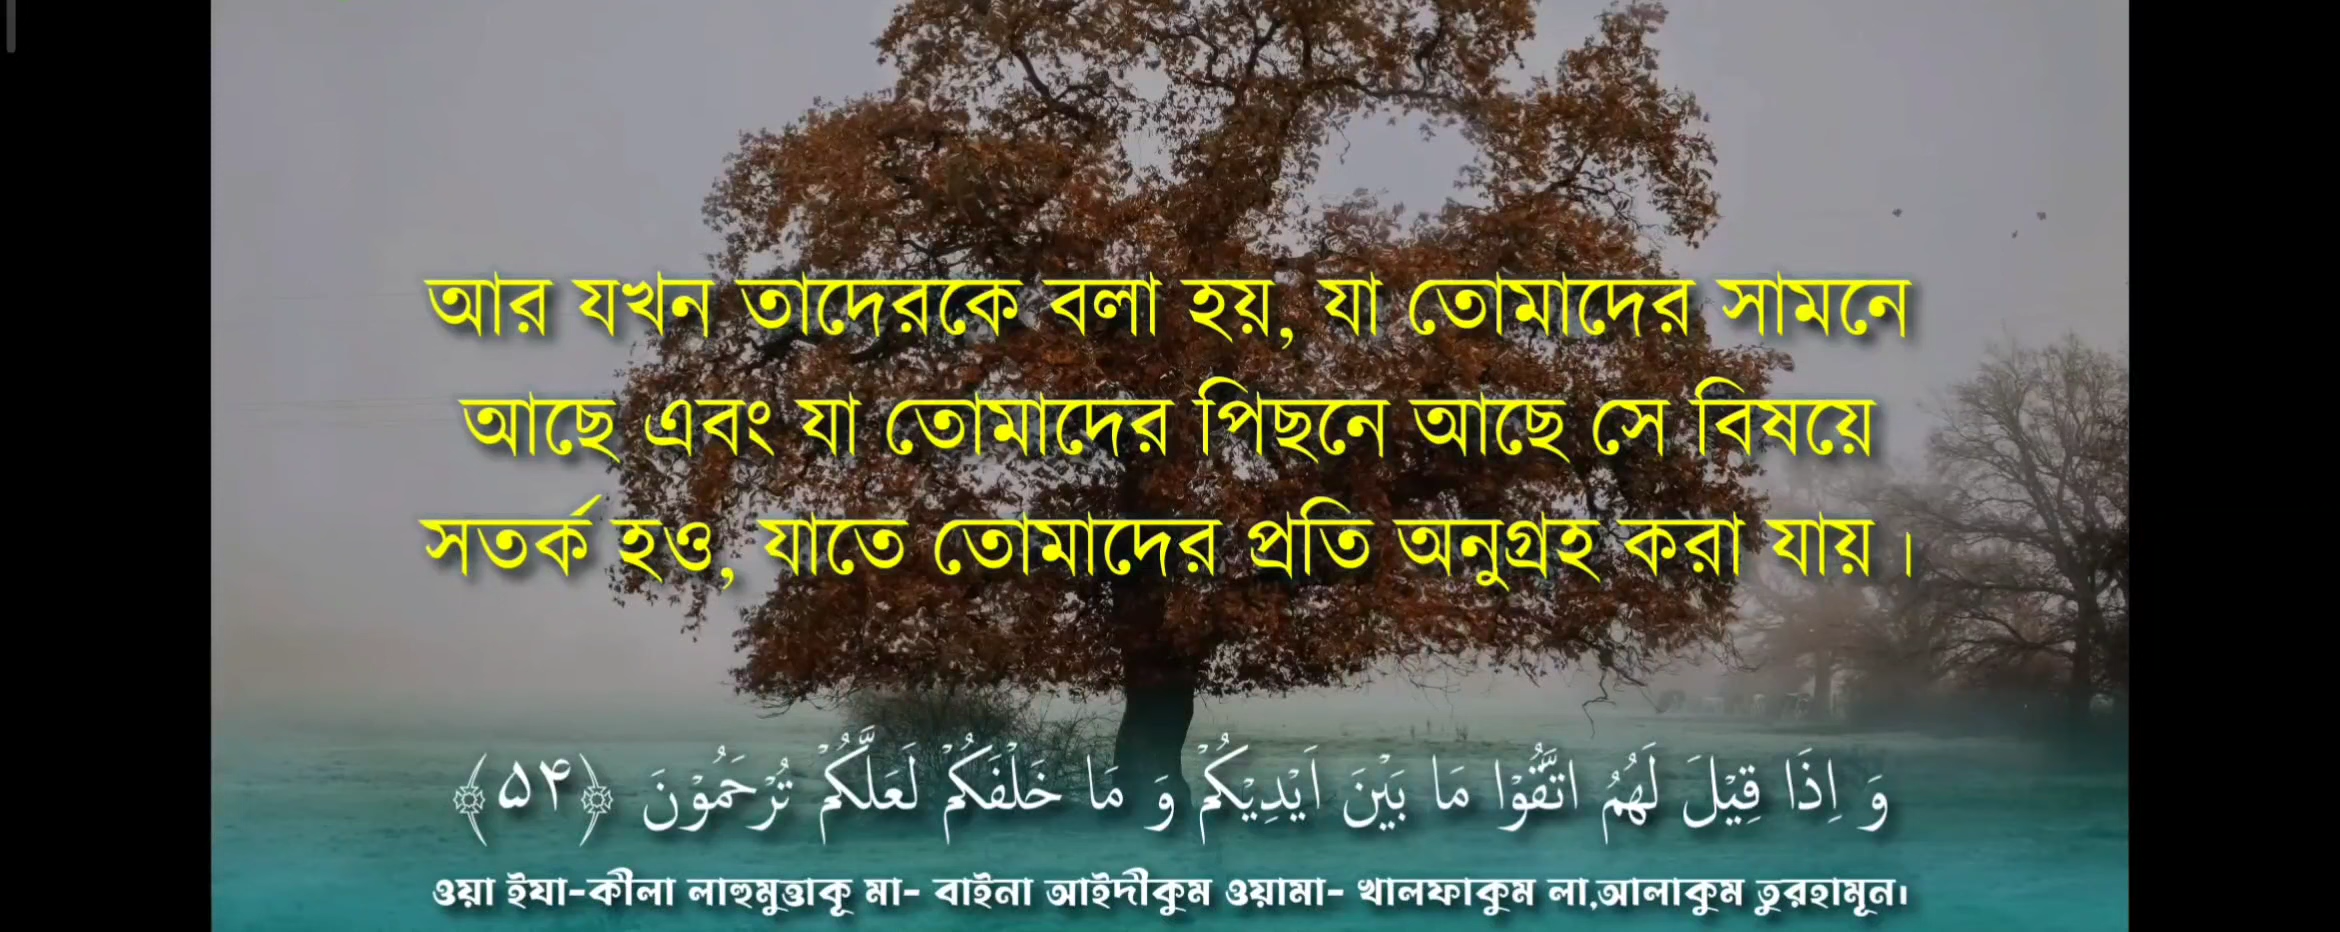 আর যখন তাদেরকে বলা হয়, যা তোমাদের সামনে
আছে এবং যা তোমাদের পিছনে আছে সে বিষয়ে
সতর্ক হও, যাতে তোমাদের প্রতি অনুগ্রহ করা যায়।
وَ اِذَا قِیْلَ لَهُمُ اتَّقُوْا مَا بَیْنَ اَیْدِیْكُمْ وَ مَا خَلْفَكُمْ لَعَلَّكُمْ تُرْحَمُوْنَ ﴿۵۴﴾
ওয়া ইযা-কীলা লাহুমুত্তাকূ মা- বাইনা আইদীকুম ওয়ামা- খালফাকুম লা,আলাকুম তুরহামূন।